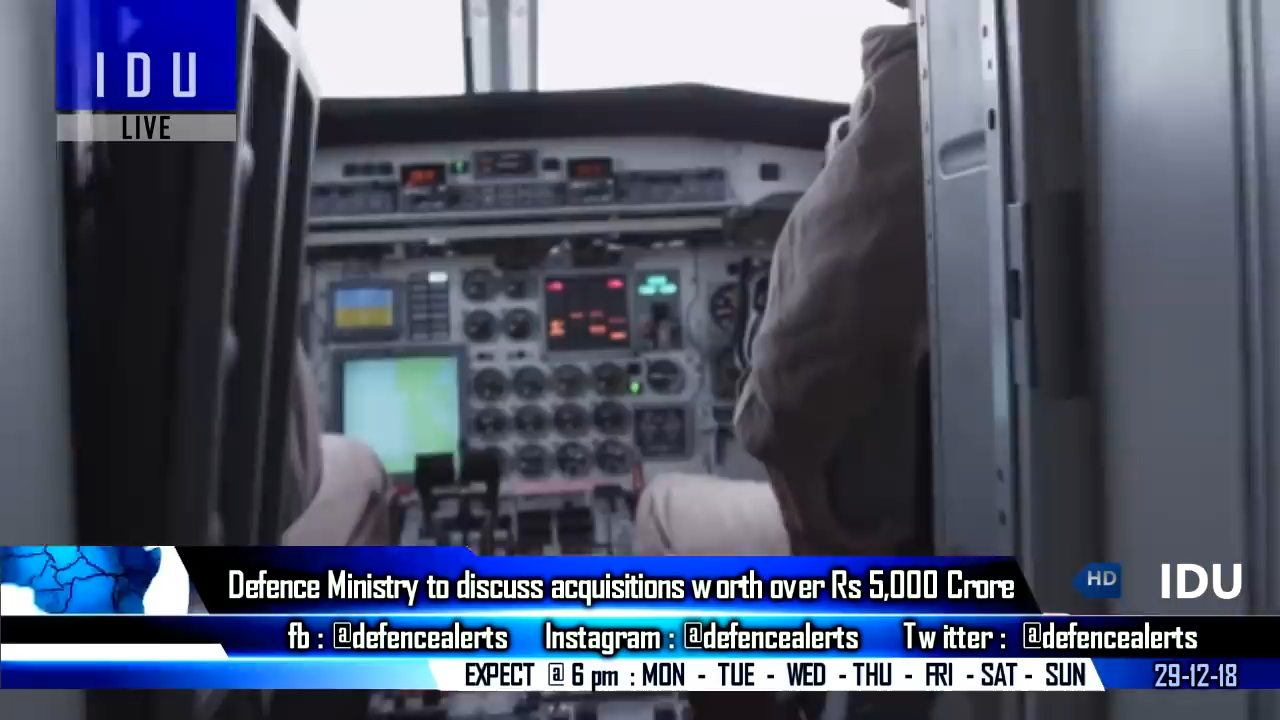 IDU
LIVE
Defence Ministry to discuss acquisitions worth over Rs 5,000 Crore
HD IDU
fb : @defencealerts Instagram : @defencealerts Twitter : @defencealerts
EXPECT @ 6 pm : MON - TUE - WED - THU - FRI - SAT - SUN 29-12-18